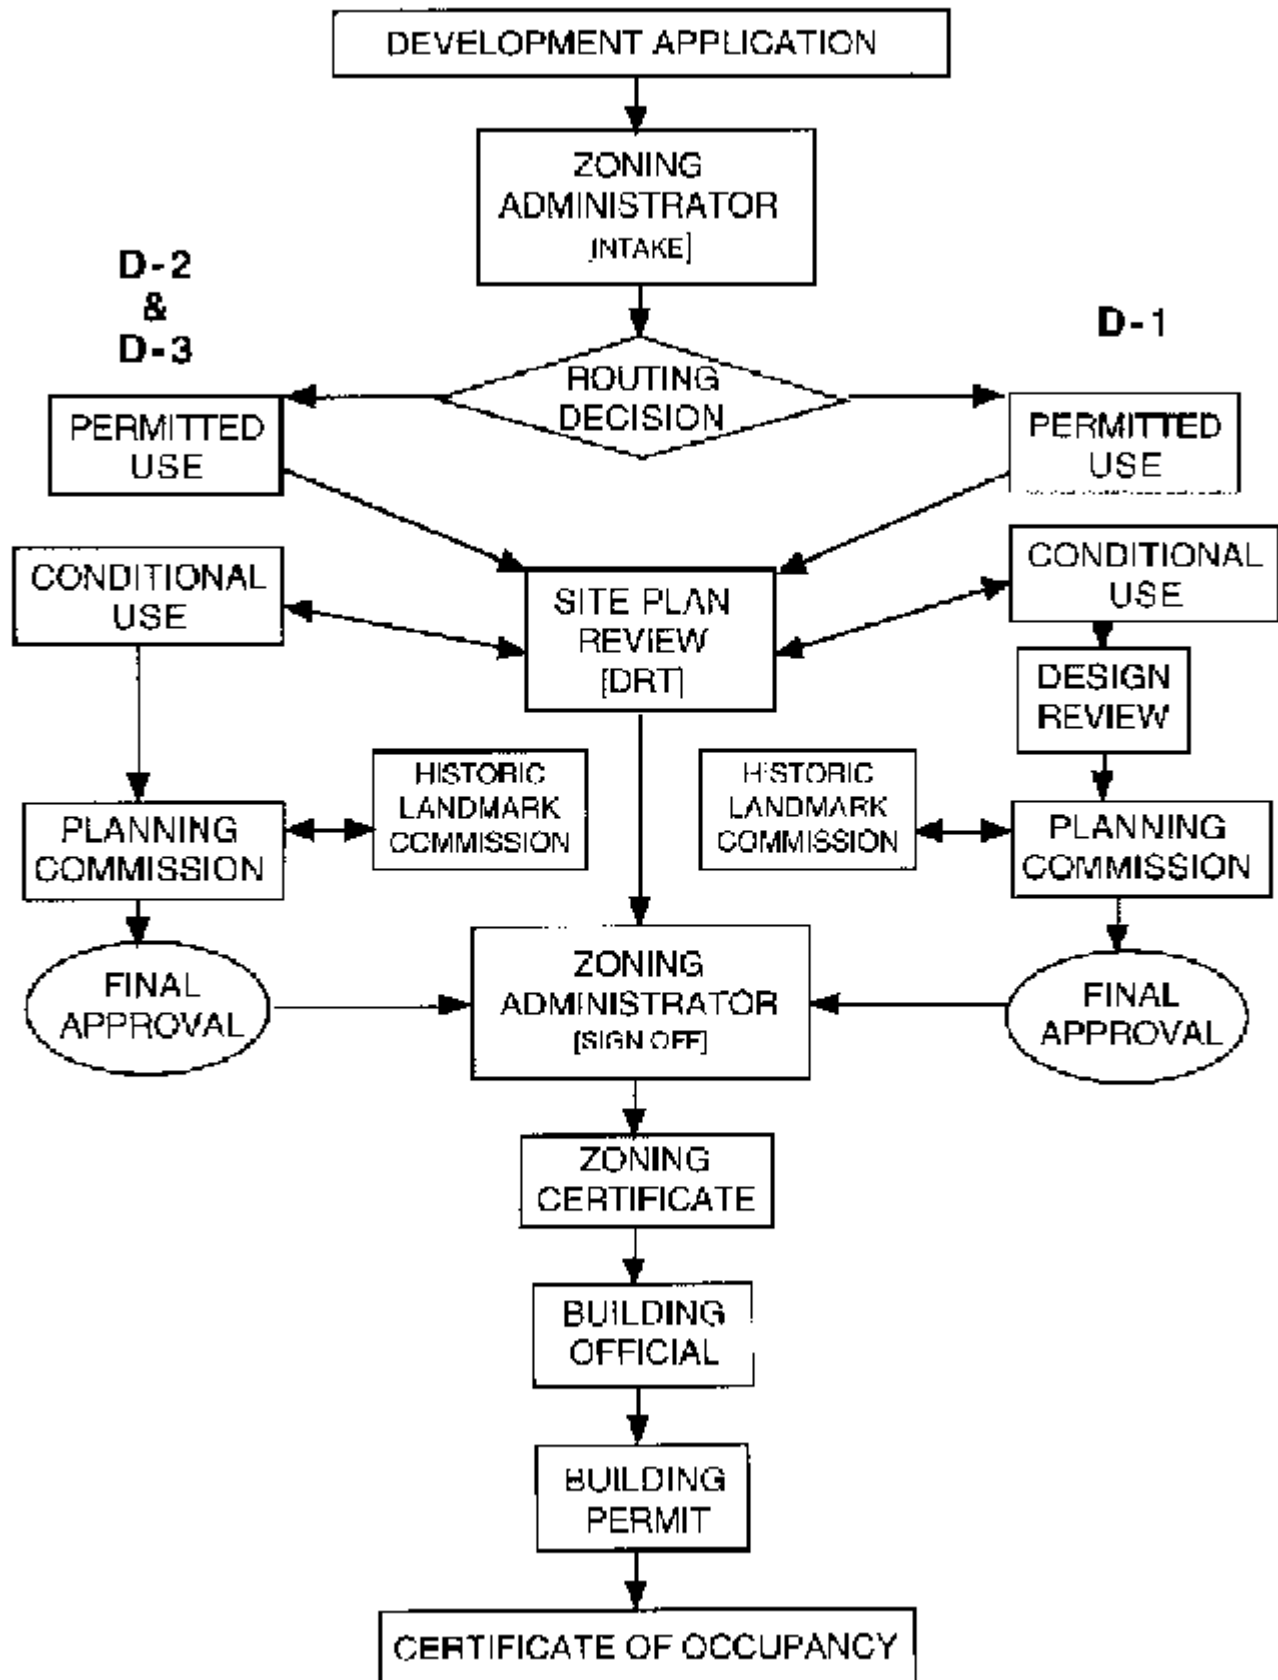 DEVELOPMENT APPLICATION
ZONING
ADMINISTRATOR
[INTAKE]
D-2
&
D-3
D-1
ROUTING
DECISION
PERMITTED
USE
PERMITTED
USE
CONDITIONAL
USE
SITE PLAN
REVIEW
[DRT]
CONDITIONAL
USE
DESIGN
REVIEW
HISTORIC
LANDMARK
COMMISSION
HISTORIC
LANDMARK
COMMISSION
PLANNING
COMMISSION
PLANNING
COMMISSION
FINAL
APPROVAL
ZONING
ADMINISTRATOR
[SIGN OFF]
FINAL
APPROVAL
ZONING
CERTIFICATE
BUILDING
OFFICIAL
BUILDING
PERMIT
CERTIFICATE OF OCCUPANCY